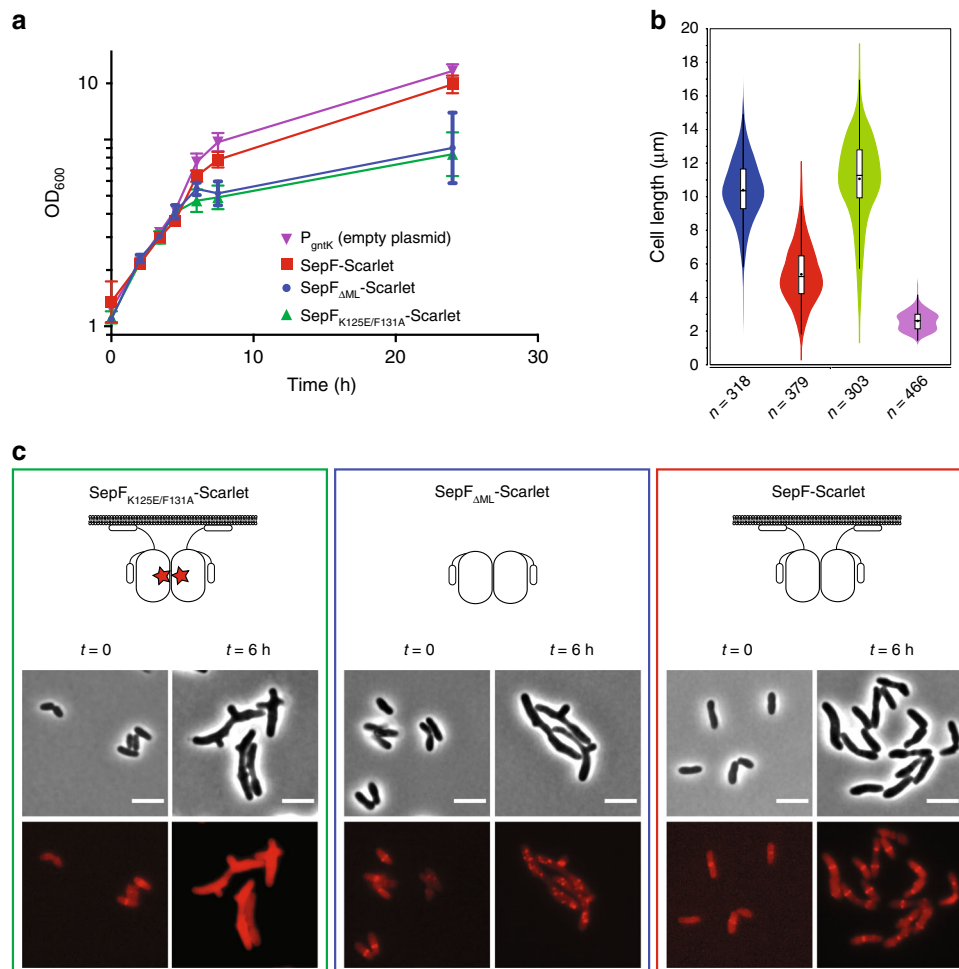 a
10
1
OD600
0
10
20
30
Time (h)
PgntK (empty plasmid)
SepF-Scarlet
SepFΔML-Scarlet
SepFK125E/F131A-Scarlet
b
20
18
16
14
12
10
8
6
4
2
0
Cell length (μm)
n = 318
n = 379
n = 303
n = 466
c
SepFK125E/F131A-Scarlet
SepFΔML-Scarlet
SepF-Scarlet
t = 0
t = 6 h
t = 0
t = 6 h
t = 0
t = 6 h